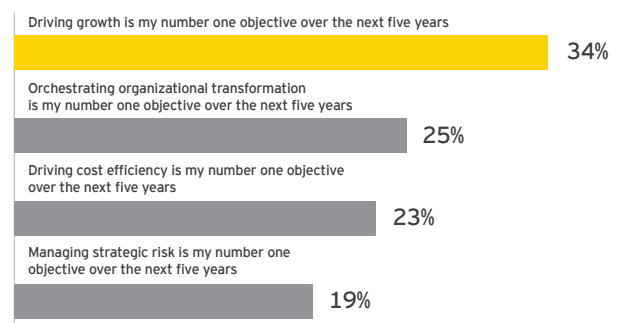 Driving growth is my number one objective over the next five years
34%
Orchestrating organizational transformation
is my number one objective over the next five years
25%
Driving cost efficiency is my number one objective
over the next five years
23%
Managing strategic risk is my number one
objective over the next five years
19%